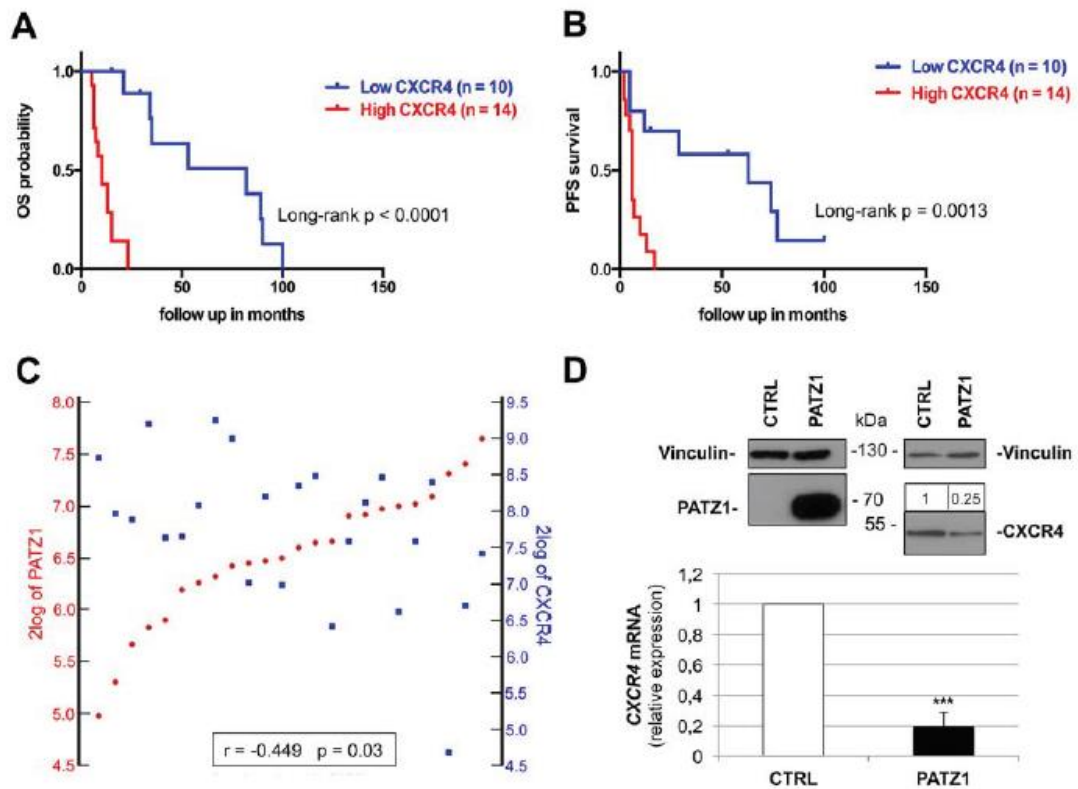 A
1.0
0.5
0.0
0
50
100
150
OS probability
follow up in months
Low CXCR4 (n = 10)
High CXCR4 (n = 14)
Long-rank p < 0.0001
B
1.0
0.5
0.0
0
50
100
150
PFS survival
follow up in months
Low CXCR4 (n = 10)
High CXCR4 (n = 14)
Long-rank p = 0.0013
C
8.0
7.5
7.0
6.5
6.0
5.5
5.0
4.5
2log of PATZ1
9.5
9.0
8.5
8.0
7.5
7.0
6.5
6.0
5.5
5.0
4.5
2log of CXCR4
r = -0.449 p = 0.03
D
CTRL
PATZ1
kDa
CTRL
PATZ1
Vinculin-
-130 -
-Vinculin
PATZ1-
- 70
1
0.25
55 -
-CXCR4
1,2
1
0,8
0,6
0,4
0,2
0
CXCR4 mRNA
(relative expression)
***
CTRL
PATZ1